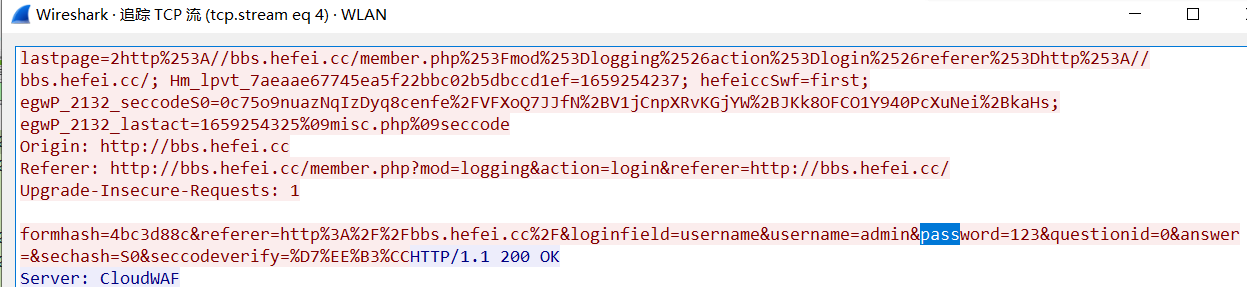 Wireshark · 追踪 TCP 流 (tcp.stream eq 4) · WLAN
lastpage=2http%253A//bbs.hefei.cc/member.php%253Fmod%253Dlogging%2526action%253Dlogin%2526referer%253Dhttp%253A//
bbs.hefei.cc/; Hm_lpvt_7aeaae67745ea5f22bbc02b5dbccd1ef=1659254237; hefeiccSwf=first;
egwP_2132_seccodeS0=0c75o9nuazNqIzDyq8cenfe%2FVFXoQ7JJfN%2BV1jCnpXRvKGjYW%2BJKk8OFCO1Y940PcXuNei%2BkaHs;
egwP_2132_lastact=1659254325%09misc.php%09seccode
Origin: http://bbs.hefei.cc
Referer: http://bbs.hefei.cc/member.php?mod=logging&action=login&referer=http://bbs.hefei.cc/
Upgrade-Insecure-Requests: 1
formhash=4bc3d88c&referer=http%3A%2F%2Fbbs.hefei.cc%2F&loginfield=username&username=admin&password=123&questionid=0&answer
=&sechash=S0&seccodeverify=%D7%EE%B3%CCHTTP/1.1 200 OK
Server: CloudWAF